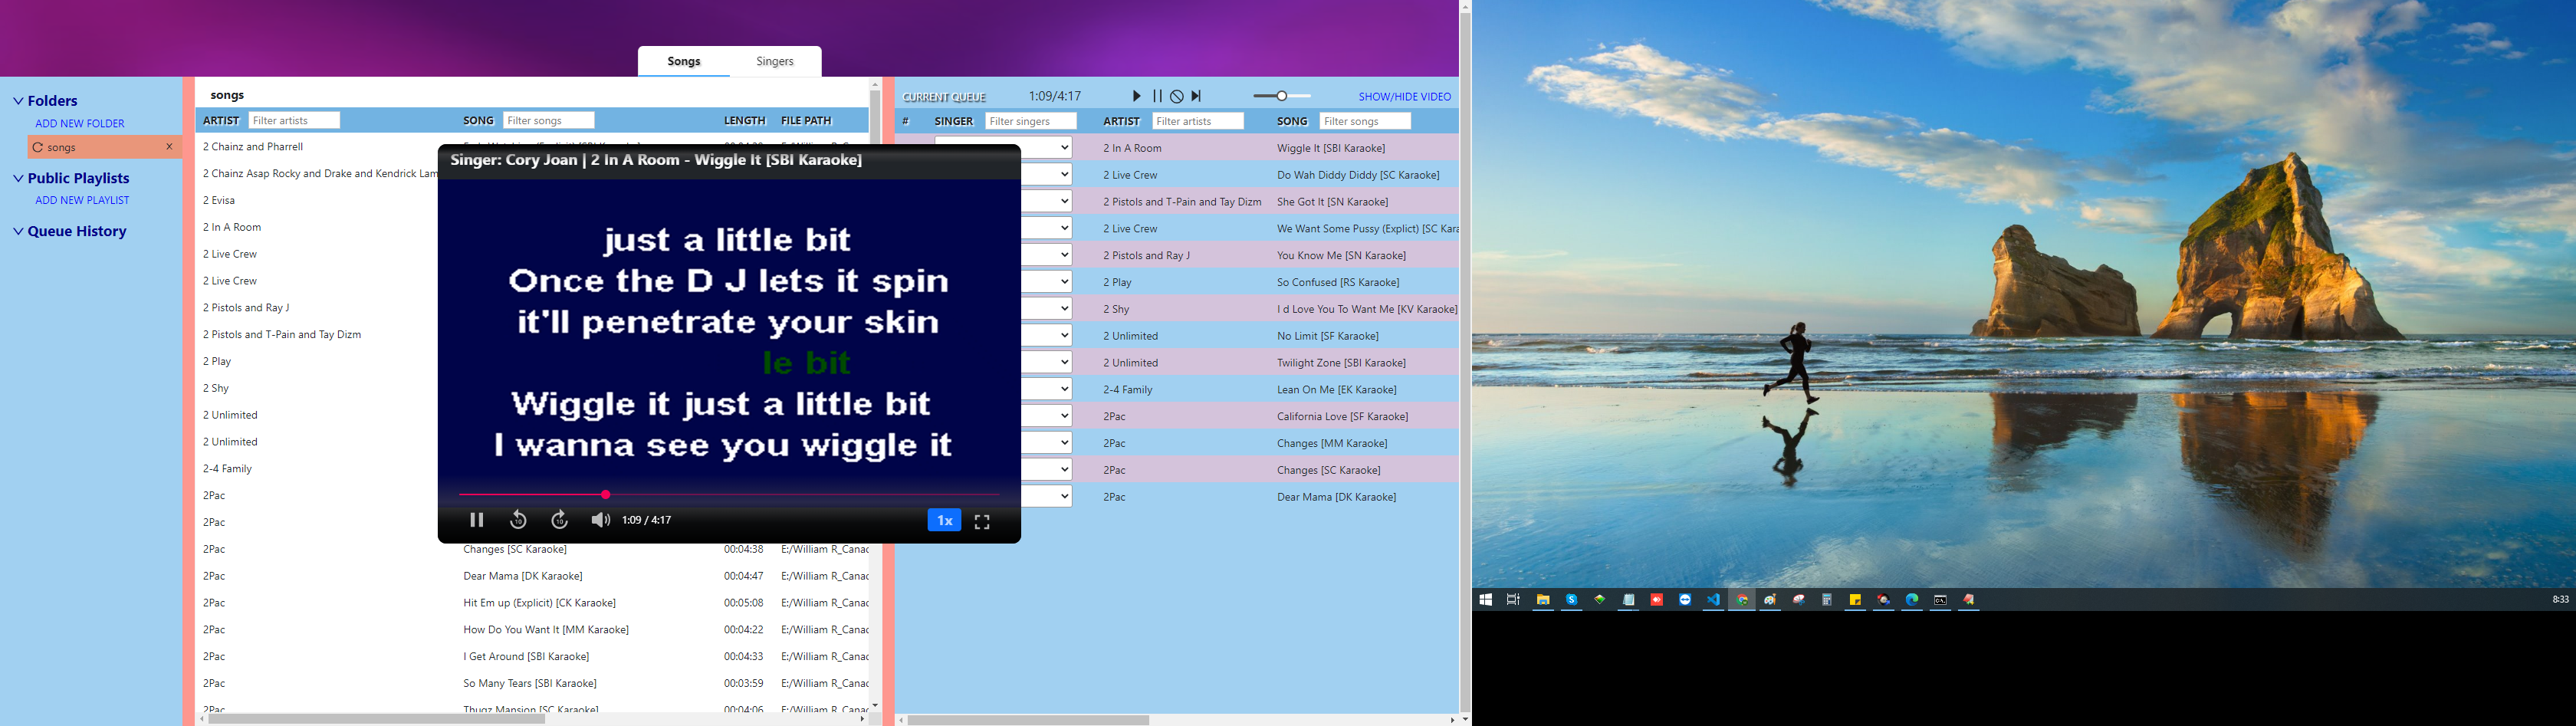 Songs
Singers
Folders
ADD NEW FOLDER
songs x
Public Playlists
ADD NEW PLAYLIST
Queue History
songs
ARTIST Filter artists SONG Filter songs LENGTH FILE PATH
2 Chainz and Pharrell
2 Chainz Asap Rocky and Drake and Kendrick Lam
2 Evisa
2 In A Room
2 Live Crew
2 Live Crew
2 Pistols and Ray J
2 Pistols and T-Pain and Tay Dizm
2 Play
2 Shy
2 Unlimited
2 Unlimited
2-4 Family
2Pac
2Pac
2Pac Changes [SC Karaoke] 00:04:38 E:/William R_Canac
2Pac Dear Mama [DK Karaoke] 00:04:47 E:/William R_Canac
2Pac Hit Em up (Explicit) [CK Karaoke] 00:05:08 E:/William R_Canac
2Pac How Do You Want It [MM Karaoke] 00:04:22 E:/William R_Canac
2Pac I Get Around [SBI Karaoke] 00:04:33 E:/William R_Canac
2Pac So Many Tears [SBI Karaoke] 00:03:59 E:/William R_Canac
2Pac Thugz Mansion [SC Karaoke] 00:04:06 E:/William R_Canac
Singer: Cory Joan | 2 In A Room - Wiggle It [SBI Karaoke]
just a little bit
Once the D J lets it spin
it'll penetrate your skin
le bit
Wiggle it just a little bit
I wanna see you wiggle it
10 10 1:09 / 4:17 1x
CURRENT QUEUE 1:09/4:17 SHOW/HIDE VIDEO
# SINGER Filter singers ARTIST Filter artists SONG Filter songs
2 In A Room Wiggle It [SBI Karaoke]
2 Live Crew Do Wah Diddy Diddy [SC Karaoke]
2 Pistols and T-Pain and Tay Dizm She Got It [SN Karaoke]
2 Live Crew We Want Some Pussy (Explict) [SC Kara
2 Pistols and Ray J You Know Me [SN Karaoke]
2 Play So Confused [RS Karaoke]
2 Shy I d Love You To Want Me [KV Karaoke]
2 Unlimited No Limit [SF Karaoke]
2 Unlimited Twilight Zone [SBI Karaoke]
2-4 Family Lean On Me [EK Karaoke]
2Pac California Love [SF Karaoke]
2Pac Changes [MM Karaoke]
2Pac Changes [SC Karaoke]
2Pac Dear Mama [DK Karaoke]
8:33